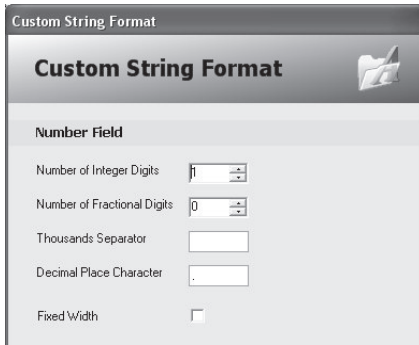 Custom String Format
Custom String Format
Number Field
Number of Integer Digits 1
Number of Fractional Digits 0
Thousands Separator
Decimal Place Character .
Fixed Width